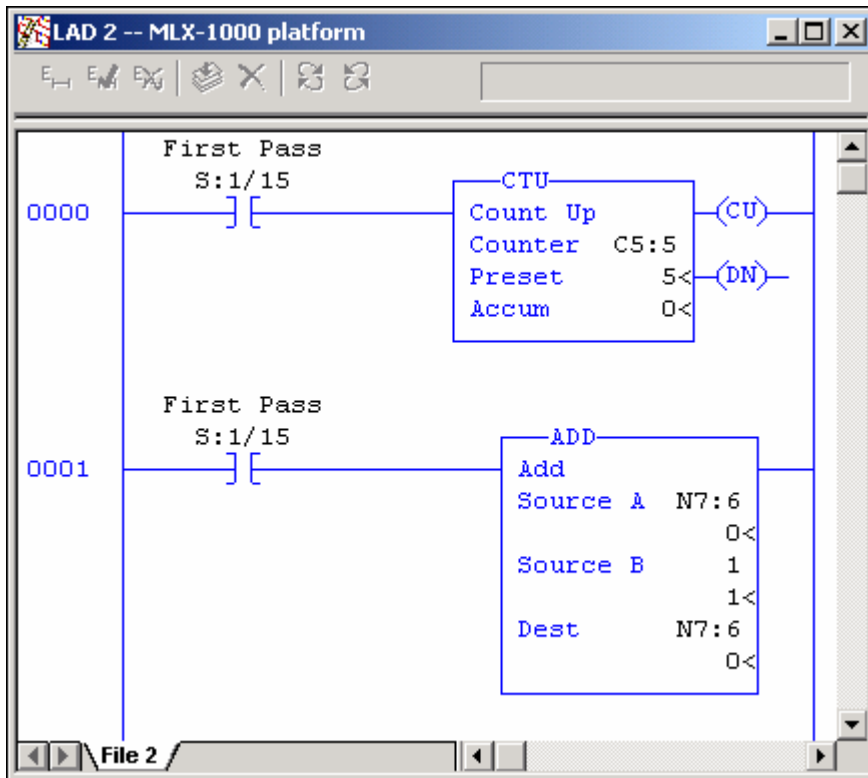 LAD 2 -- MLX-1000 platform
First Pass
S:1/15
0000
CTU
Count Up
(CU)
Counter C5:5
Preset 5<
(DN)
Accum 0<
First Pass
S:1/15
0001
ADD
Add
Source A N7:6
0<
Source B 1
1<
Dest N7:6
0<
File 2